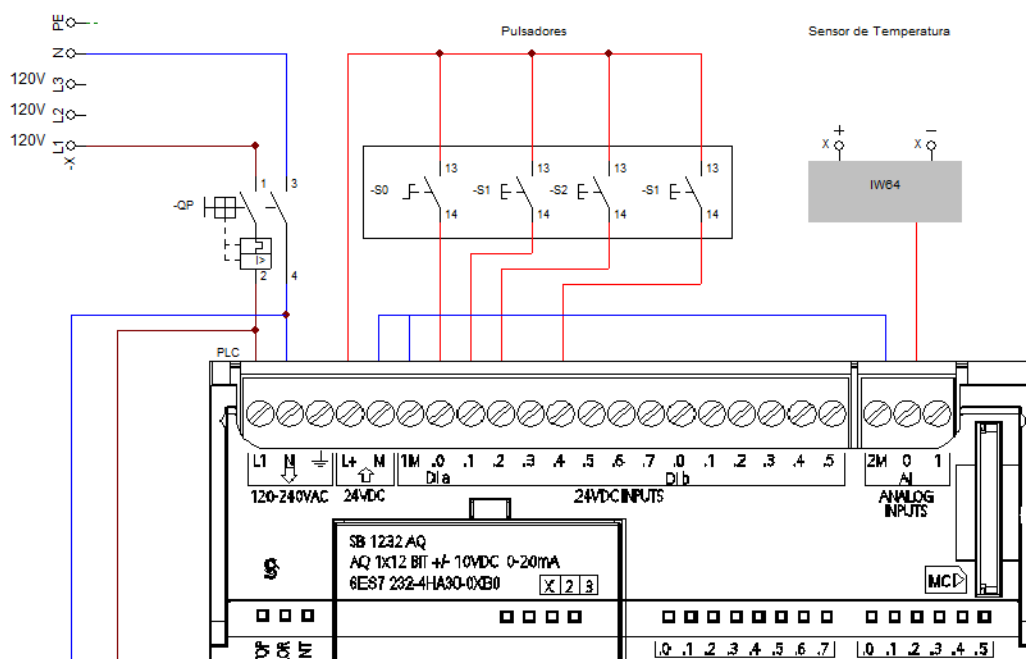 PE
N
120V L3
120V L2
120V L1
-X
Pulsadores
Sensor de Temperatura
X + X -
IW64
13 13 13 13
-S0 -S1 -S2 -S1
14 14 14 14
1 3
-QP
I>
2 4
PLC
L1 N L+ M 1M .0 .1 .2 .3 .4 .5 .6 .7 .0 .1 .2 .3 .4 .5 2M 0 1
DI a DI b AI
120-240VAC 24VDC 24VDC INPUTS ANALOG
INPUTS
SB 1232 AQ
AQ 1x12 BIT +/- 10VDC 0-20mA
6ES7 232-4HA30-0XB0 X 2 3
MC
.0 .1 .2 .3 .4 .5 .6 .7 .0 .1 .2 .3 .4 .5